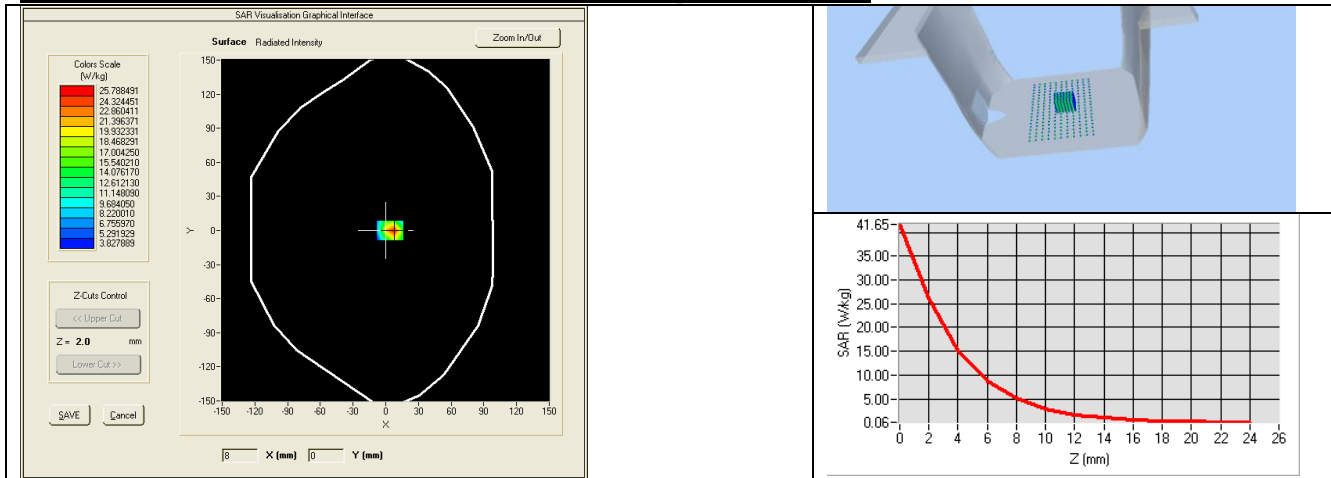 SAR Visualisation Graphical Interface
Surface Radiated Intensity
Zoom In/Out
Colors Scale
(W/kg)
25.788491
24.324451
22.860411
21.396371
19.932331
18.468291
17.004250
15.540210
14.076170
12.612130
11.148090
9.684050
8.220010
6.755970
5.291929
3.827889
Z-Cuts Control
<< Upper Cut
Z = 2.0 mm
Lower Cut >>
SAVE Cancel
150-
120-
90-
60-
30-
Y 0-
-30-
-60-
-90-
-120-
-150-
-150 -120 -90 -60 -30 0 30 60 90 120 150
X
8 X (mm) 0 Y (mm)
41.65-
35.00-
30.00-
25.00-
20.00-
15.00-
10.00-
5.00-
0.06-
SAR (W/kg)
0 2 4 6 8 10 12 14 16 18 20 22 24 26
Z (mm)